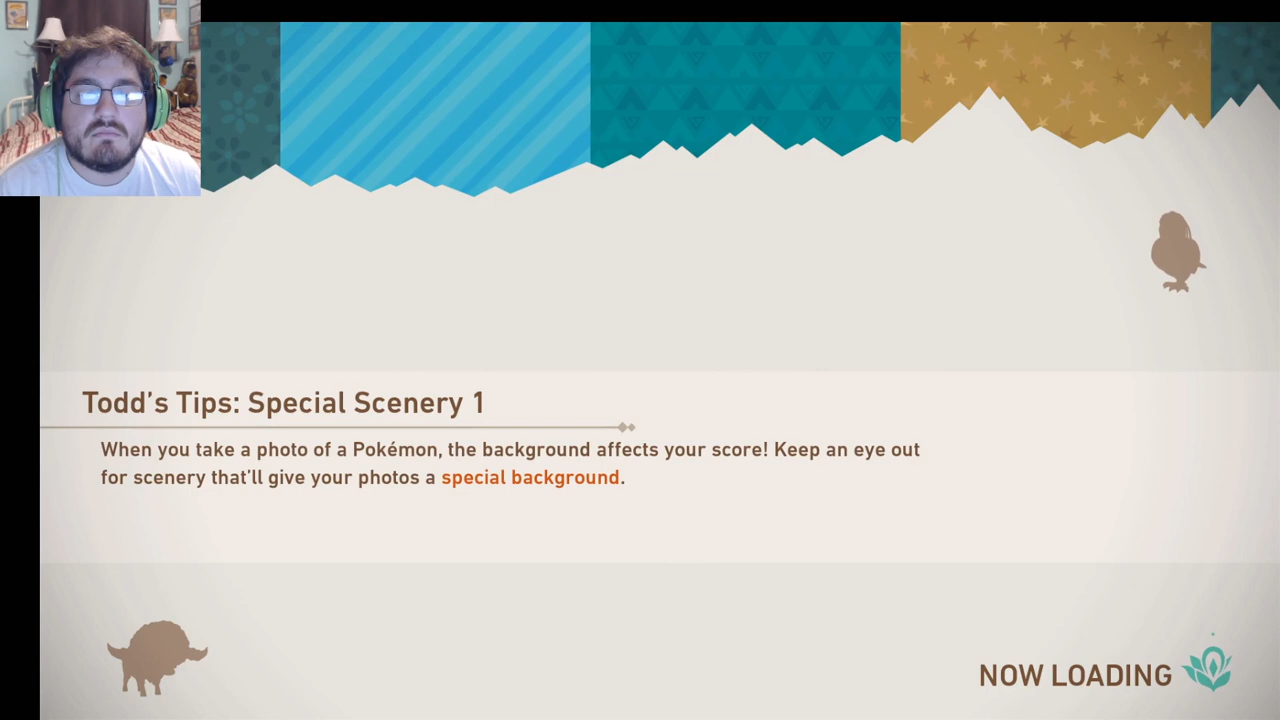 Todd's Tips: Special Scenery 1
When you take a photo of a Pokémon, the background affects your score! Keep an eye out
for scenery that'll give your photos a special background.
NOW LOADING